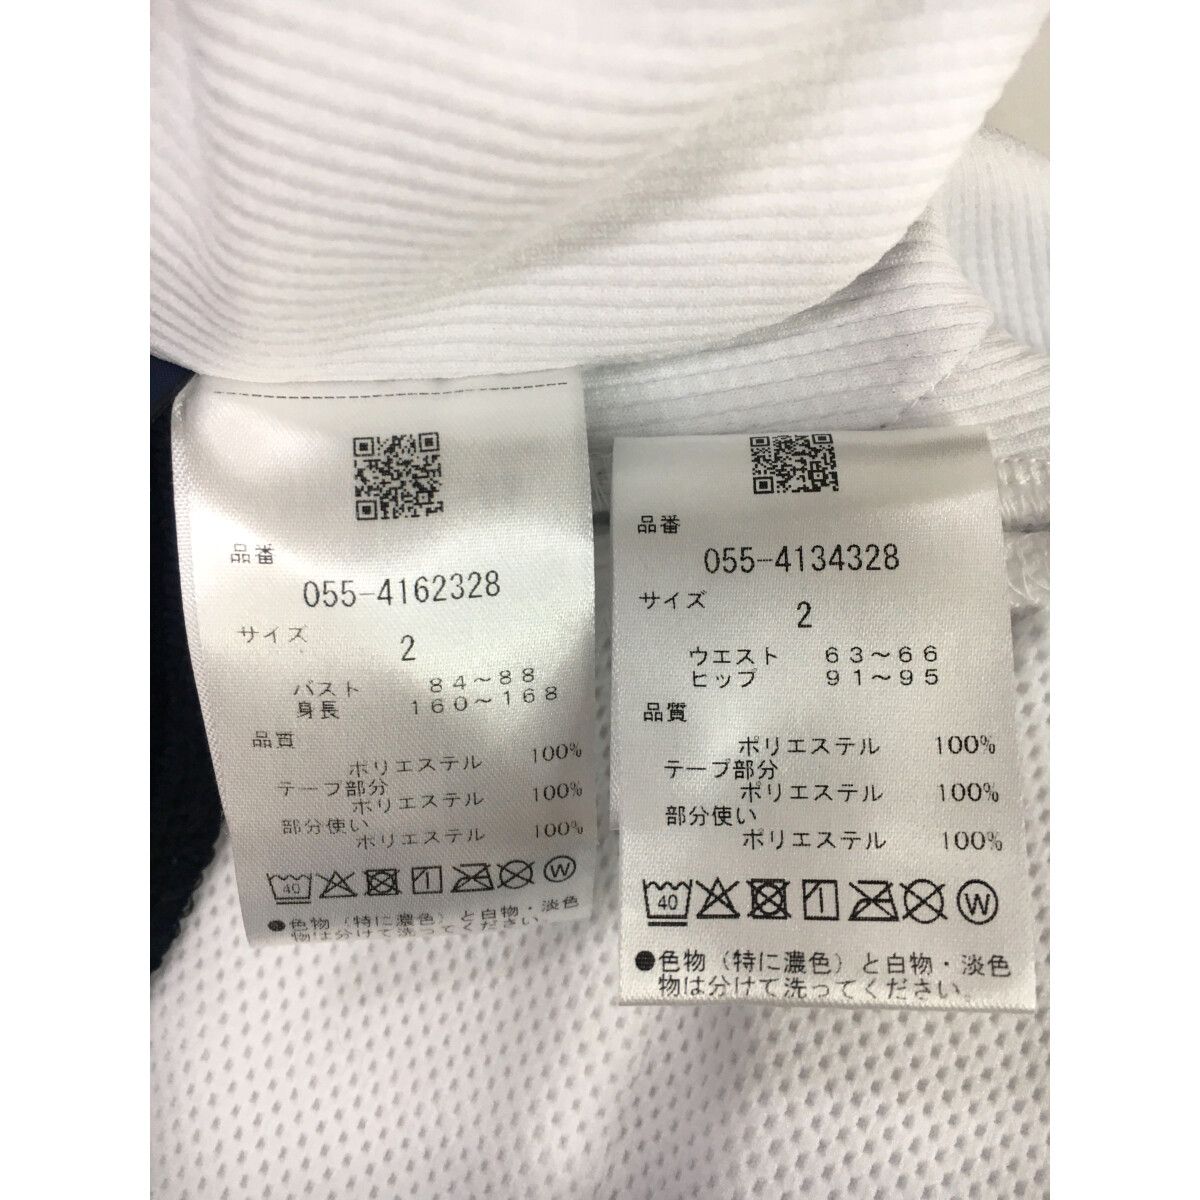 品番
055-4162328
サイズ
2
バスト 84～88
身長 160～168
品質
ポリエステル 100%
テープ部分
ポリエステル 100%
部分使い
ポリエステル 100%
40 W
●色物（特に濃色）と白物・淡色
物は分けて洗ってください。
品番
055-4134328
サイズ
2
ウエスト 63～66
ヒップ 91～95
品質
ポリエステル 100%
テープ部分
ポリエステル 100%
部分使い
ポリエステル 100%
40 W
●色物（特に濃色）と白物・淡色
物は分けて洗ってください。